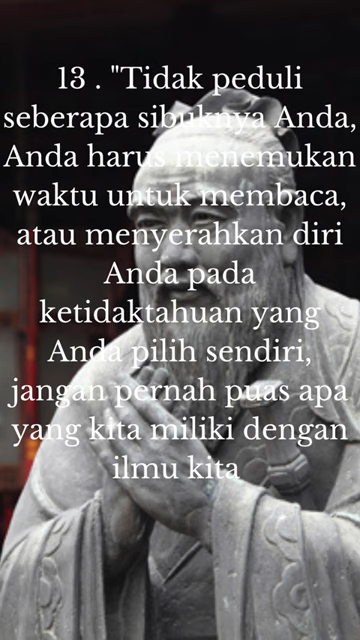 13 . "Tidak peduli
seberapa sibuknya Anda,
Anda harus menemukan
waktu untuk membaca,
atau menyerahkan diri
Anda pada
ketidaktahuan yang
Anda pilih sendiri,
jangan pernah puas apa
yang kita miliki dengan
ilmu kita